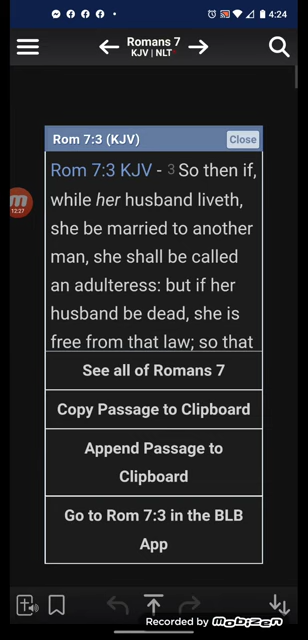 4:24
Romans 7
KJV | NLT
Rom 7:3 (KJV)
Close
Rom 7:3 KJV - 3 So then if,
while her husband liveth,
she be married to another
man, she shall be called
an adulteress: but if her
husband be dead, she is
free from that law; so that
12:27
See all of Romans 7
Copy Passage to Clipboard
Append Passage to
Clipboard
Go to Rom 7:3 in the BLB
App
Recorded by Mobizen